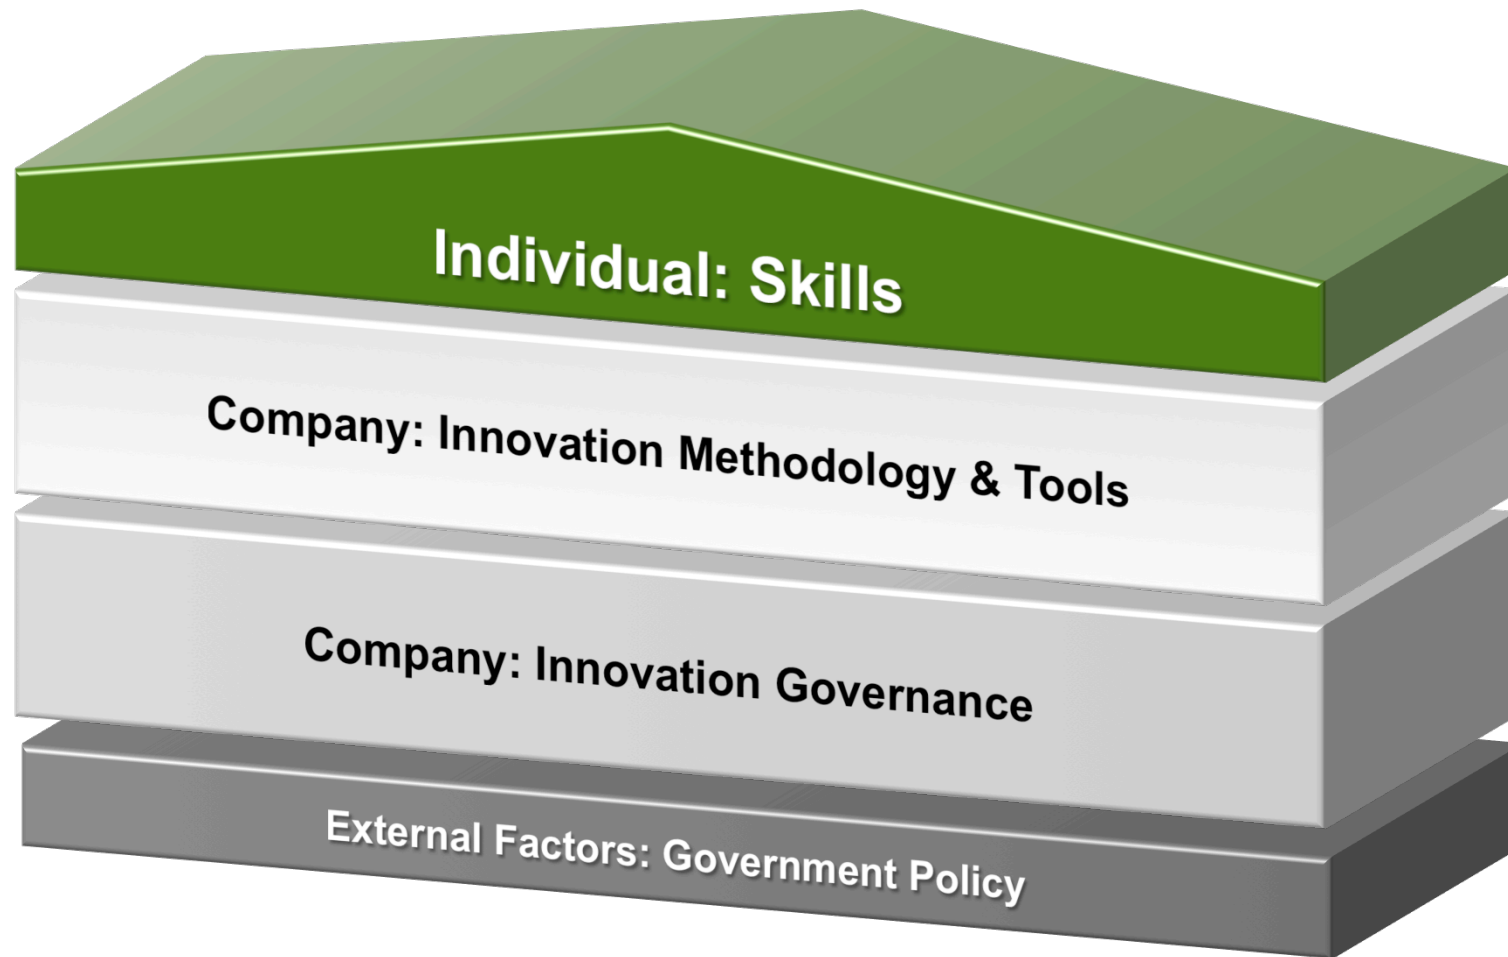 Individual: Skills
Company: Innovation Methodology & Tools
Company: Innovation Governance
External Factors: Government Policy